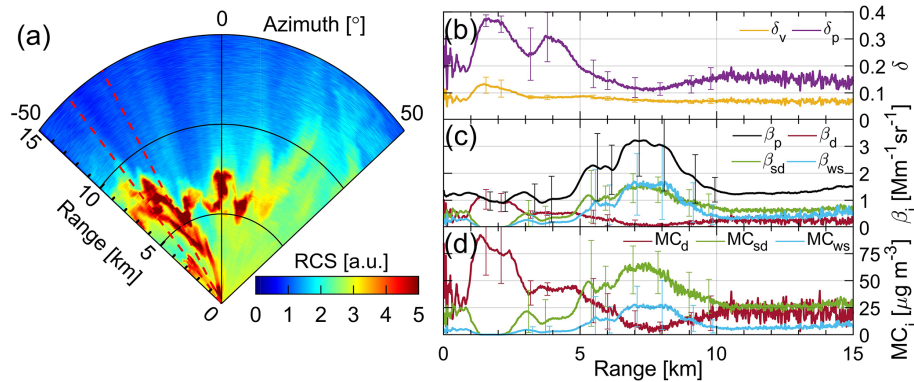 (a)
0
Azimuth [°]
-50
50
15
10
5
0
Range [km]
RCS [a.u.]
0 1 2 3 4 5
(b)
δv δp
0.4
0.3
0.2
0.1
0
δ
(c)
βp βd
βsd βws
3
2
1
0
βi [Mm⁻¹sr⁻¹]
(d)
MCd MCsd MCws
75
50
25
0
MCi [μg m⁻³]
0 5 10 15
Range [km]